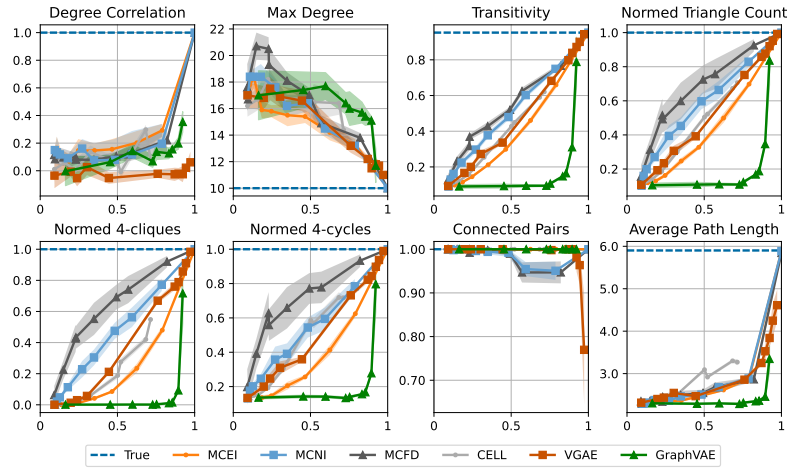 Degree Correlation
1.0
0.8
0.6
0.4
0.2
0.0
0 0.5 1
Max Degree
22
20
18
16
14
12
10
0 0.5 1
Transitivity
0.8
0.6
0.4
0.2
0 0.5 1
Normed Triangle Count
1.0
0.8
0.6
0.4
0.2
0 0.5 1
Normed 4-cliques
1.0
0.8
0.6
0.4
0.2
0.0
0 0.5 1
Normed 4-cycles
1.0
0.8
0.6
0.4
0.2
0 0.5 1
Connected Pairs
1.00
0.90
0.80
0.70
0 0.5 1
Average Path Length
6.0
5.0
4.0
3.0
0 0.5 1
True MCEI MCNI MCFD CELL VGAE GraphVAE